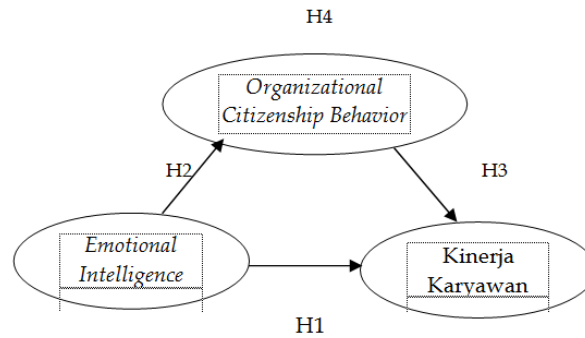 H4
Organizational
Citizenship Behavior
H2
H3
Emotional
Intelligence
Kinerja
Karyawan
H1